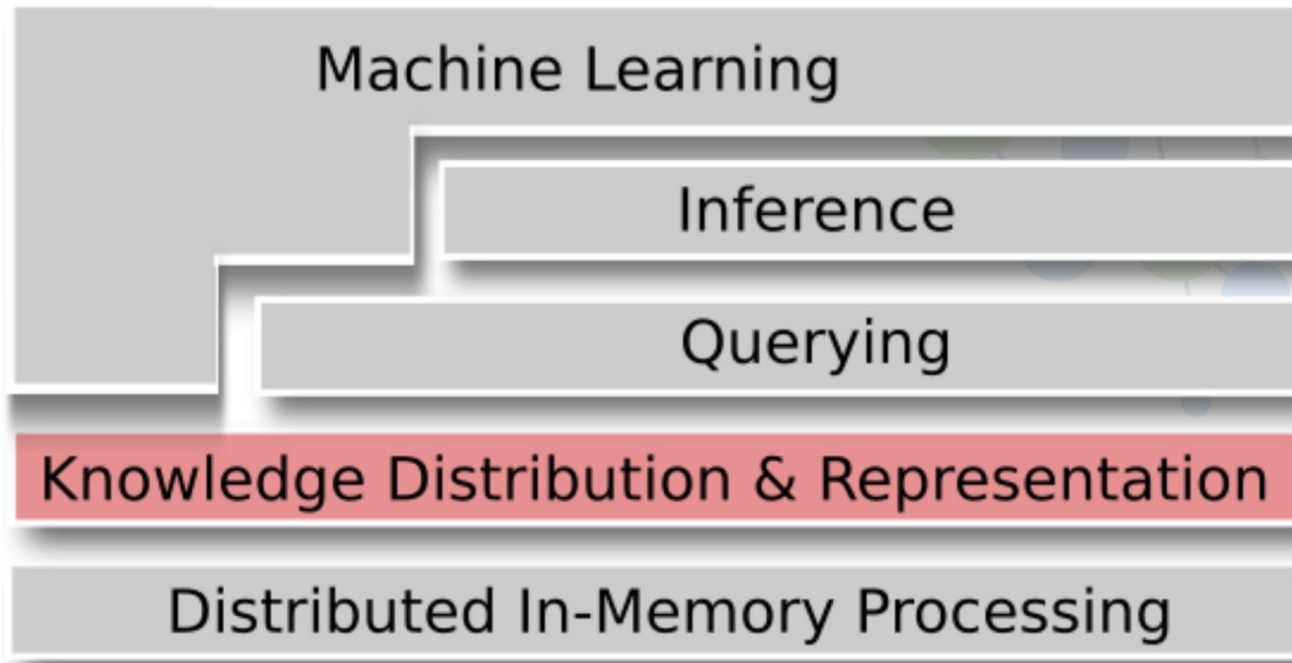 Machine Learning
Inference
Querying
Knowledge Distribution & Representation
Distributed In-Memory Processing